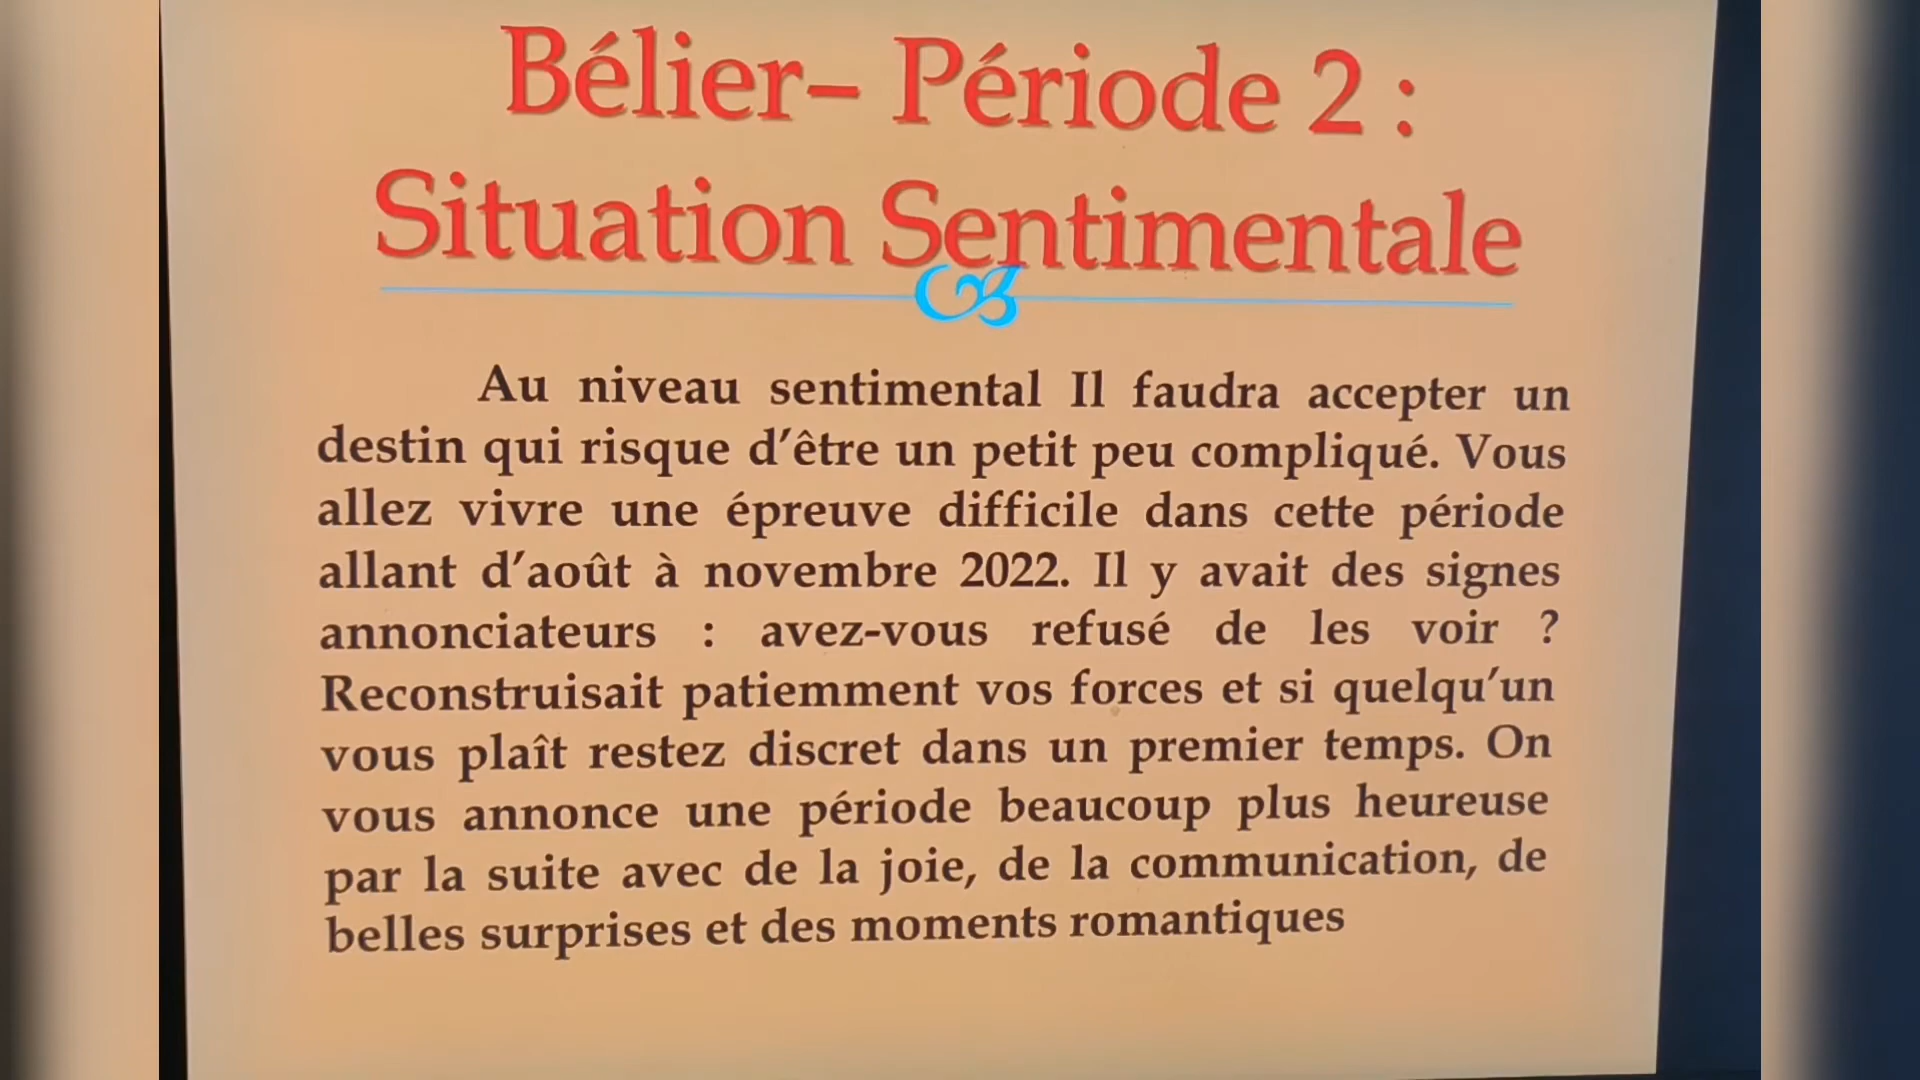 Bélier– Période 2 :
Situation Sentimentale
Au niveau sentimental Il faudra accepter un
destin qui risque d’être un petit peu compliqué. Vous
allez vivre une épreuve difficile dans cette période
allant d’août à novembre 2022. Il y avait des signes
annonciateurs : avez-vous refusé de les voir ?
Reconstruisait patiemment vos forces et si quelqu’un
vous plaît restez discret dans un premier temps. On
vous annonce une période beaucoup plus heureuse
par la suite avec de la joie, de la communication, de
belles surprises et des moments romantiques